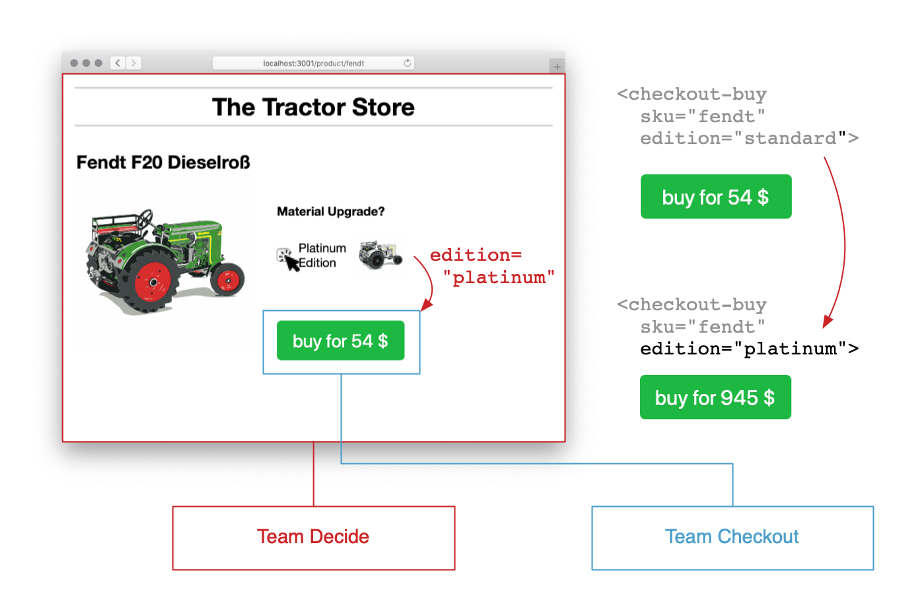 localhost:3001/product/fendt
The Tractor Store
Fendt F20 Dieselroß
Material Upgrade?
Platinum
Edition
edition=
"platinum"
buy for 54 $
<checkout-buy
sku="fendt"
edition="standard">
buy for 54 $
<checkout-buy
sku="fendt"
edition="platinum">
buy for 945 $
Team Decide
Team Checkout